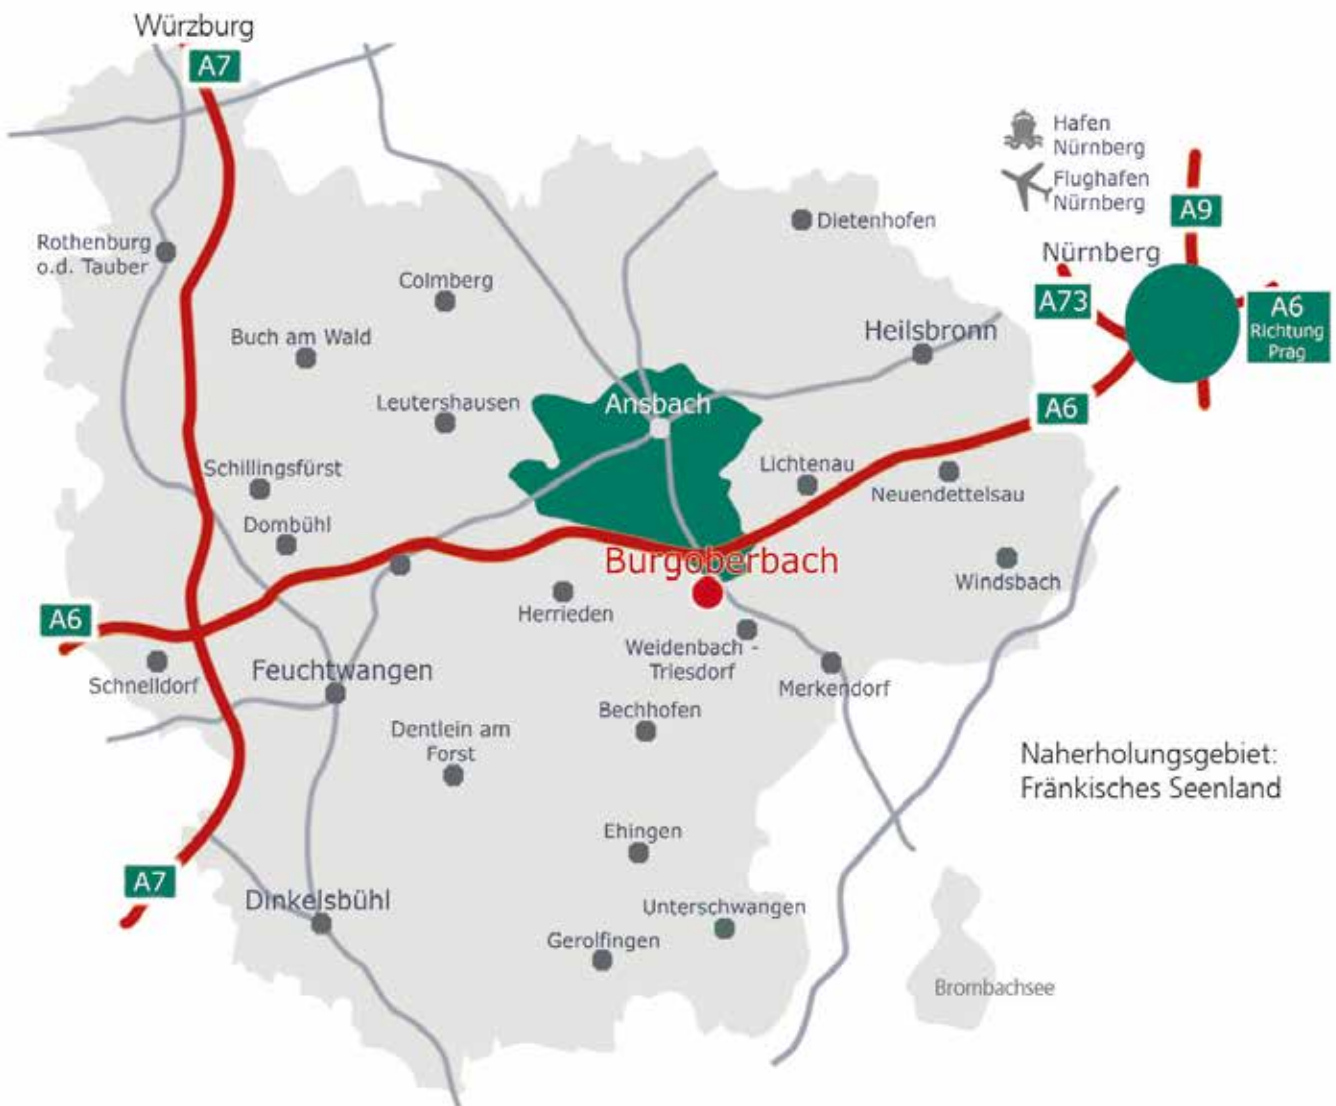 Würzburg
A7
Hafen
Nürnberg
Flughafen
Nürnberg
A9
Dietenhofen
Rothenburg
o.d. Tauber
Nürnberg
Colmberg
A73
A6
Richtung
Prag
Buch am Wald
Heilsbronn
Leutershausen
Ansbach
A6
Schillingsfürst
Lichtenau
Neuendettelsau
Dombühl
Burgoberbach
Windsbach
A6
Herrieden
Weidenbach -
Triesdorf
Feuchtwangen
Schnelldorf
Merkendorf
Bechhofen
Dentlein am
Forst
Naherholungsgebiet:
Fränkisches Seenland
Ehingen
A7
Dinkelsbühl
Unterschwangen
Gerolfingen
Brombachsee